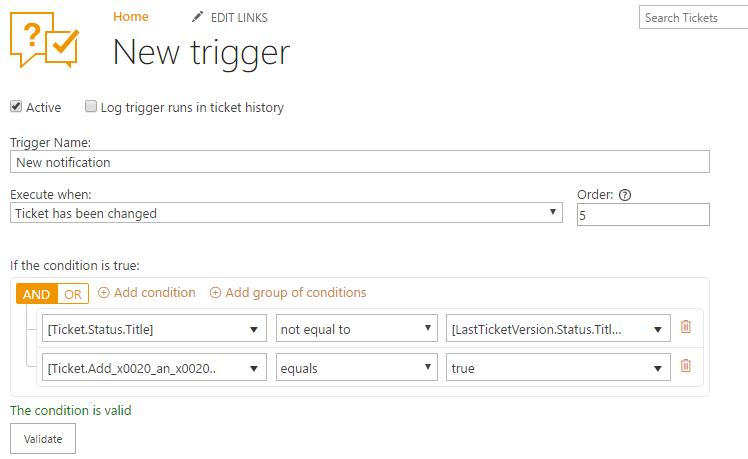 Home EDIT LINKS Search Tickets
New trigger
Active Log trigger runs in ticket history
Trigger Name:
New notification
Execute when: Order: ?
Ticket has been changed 5
If the condition is true:
AND OR Add condition Add group of conditions
[Ticket.Status.Title] not equal to [LastTicketVersion.Status.Titl...
[Ticket.Add_x0020_an_x0020.. equals true
The condition is valid
Validate